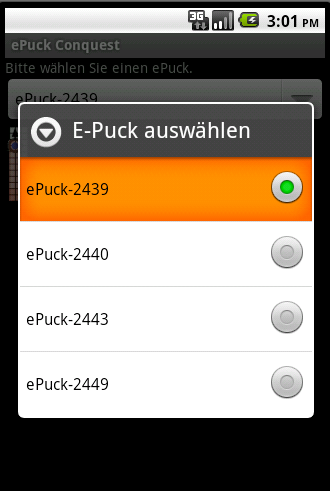 3G
3:01 PM
ePuck Conquest
Bitte wählen Sie einen ePuck.
ePuck-2439
E-Puck auswählen
ePuck-2439
ePuck-2440
ePuck-2443
ePuck-2449